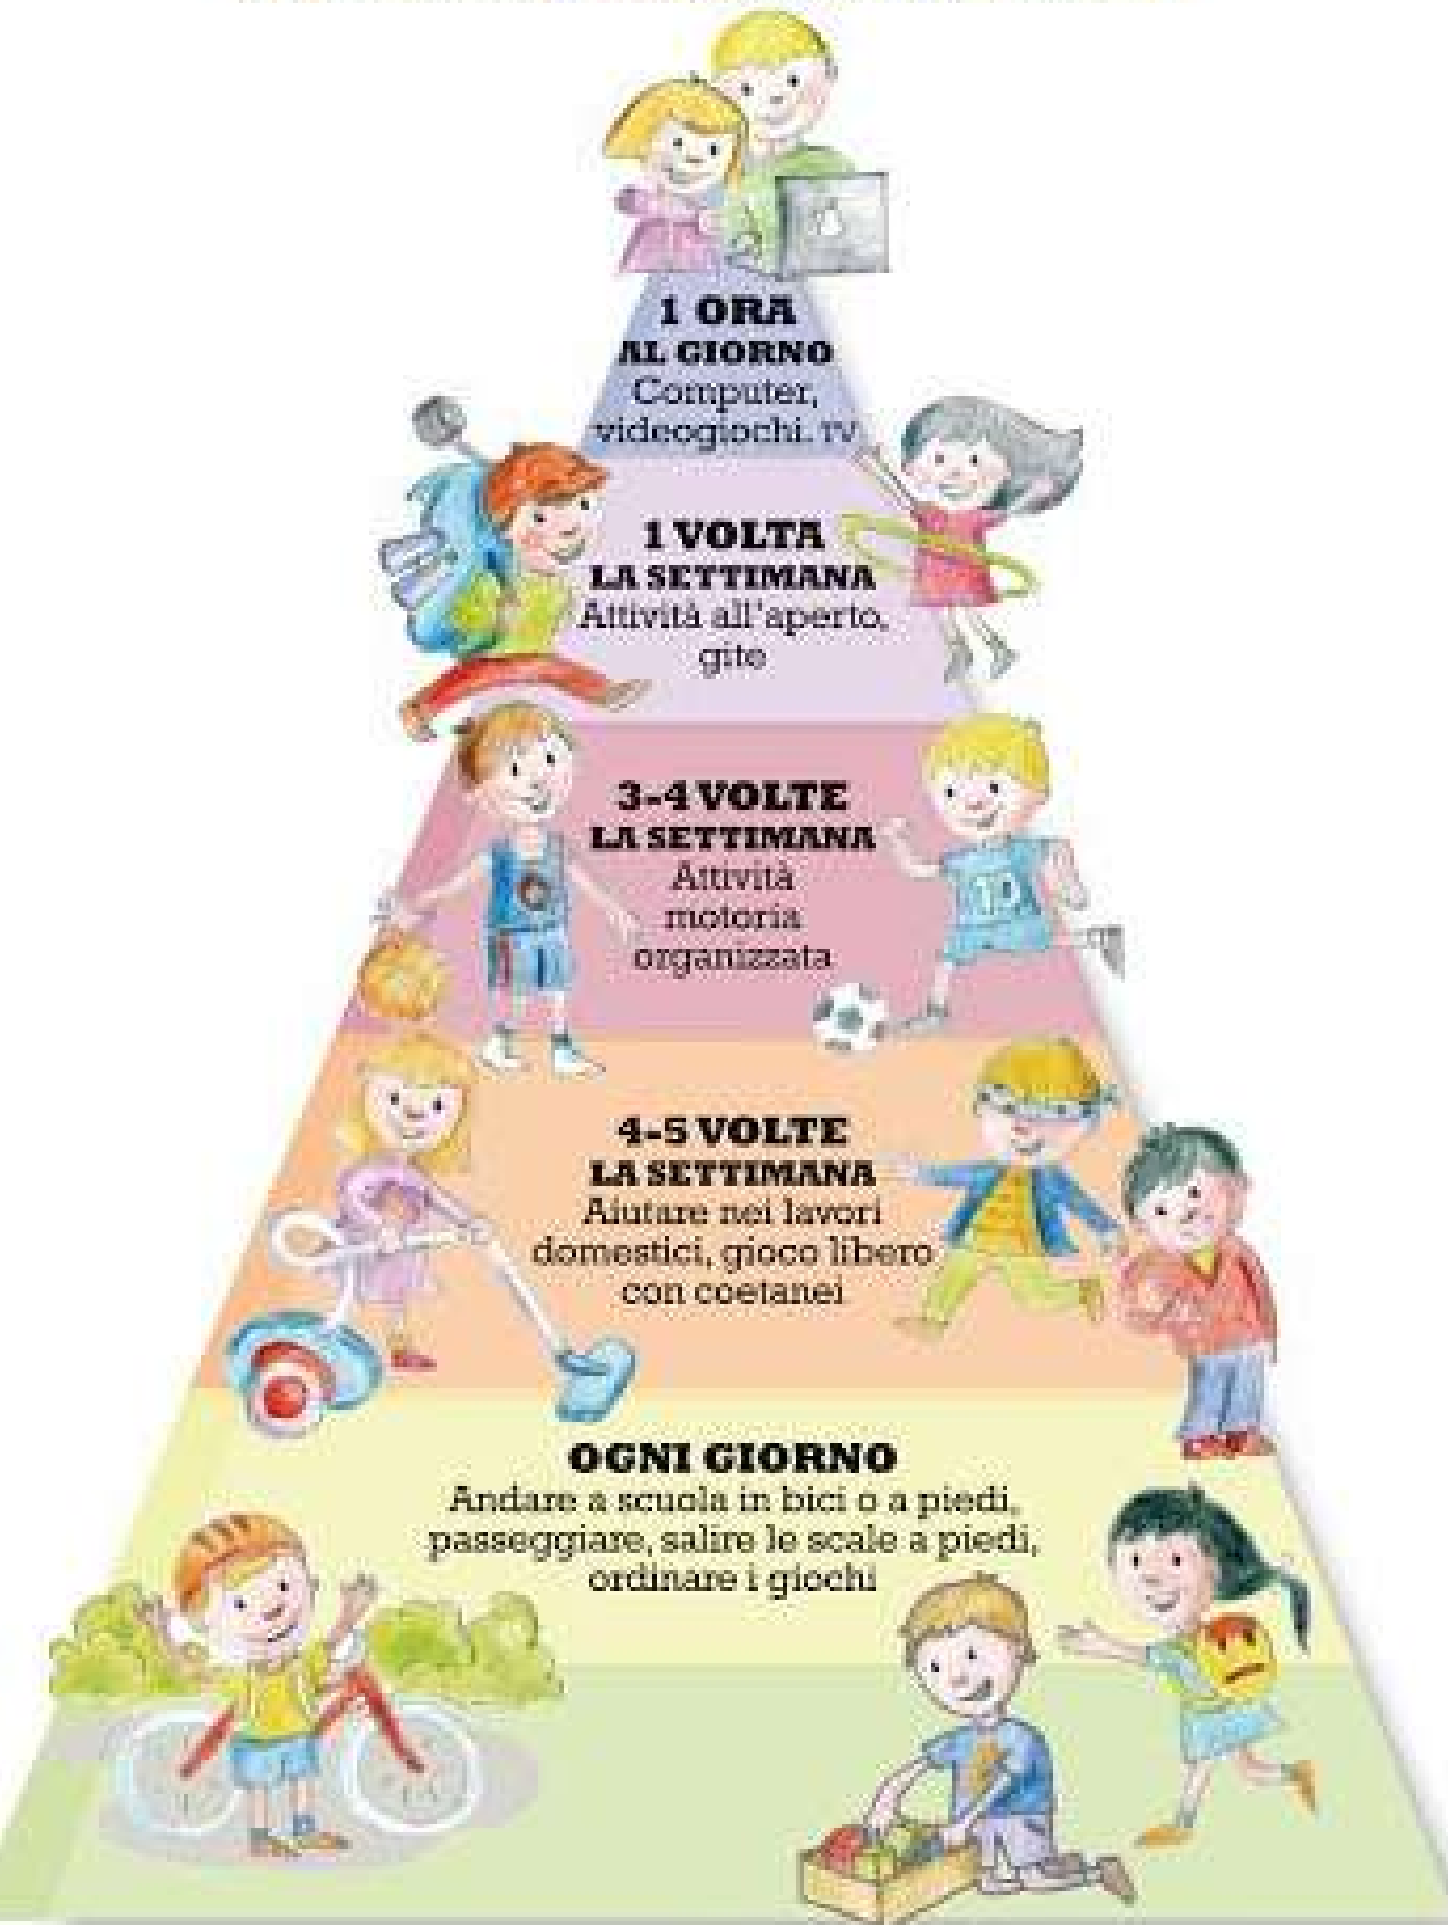 1 ORA
AL GIORNO
Computer,
videogiochi. TV
1 VOLTA
LA SETTIMANA
Attività all'aperto,
gite
3-4 VOLTE
LA SETTIMANA
Attività
motoria
organizzata
10
4-5 VOLTE
LA SETTIMANA
Aiutare nei lavori
domestici, gioco libero
con coetanei
OGNI GIORNO
Andare a scuola in bici o a piedi,
passeggiare, salire le scale a piedi,
ordinare i giochi